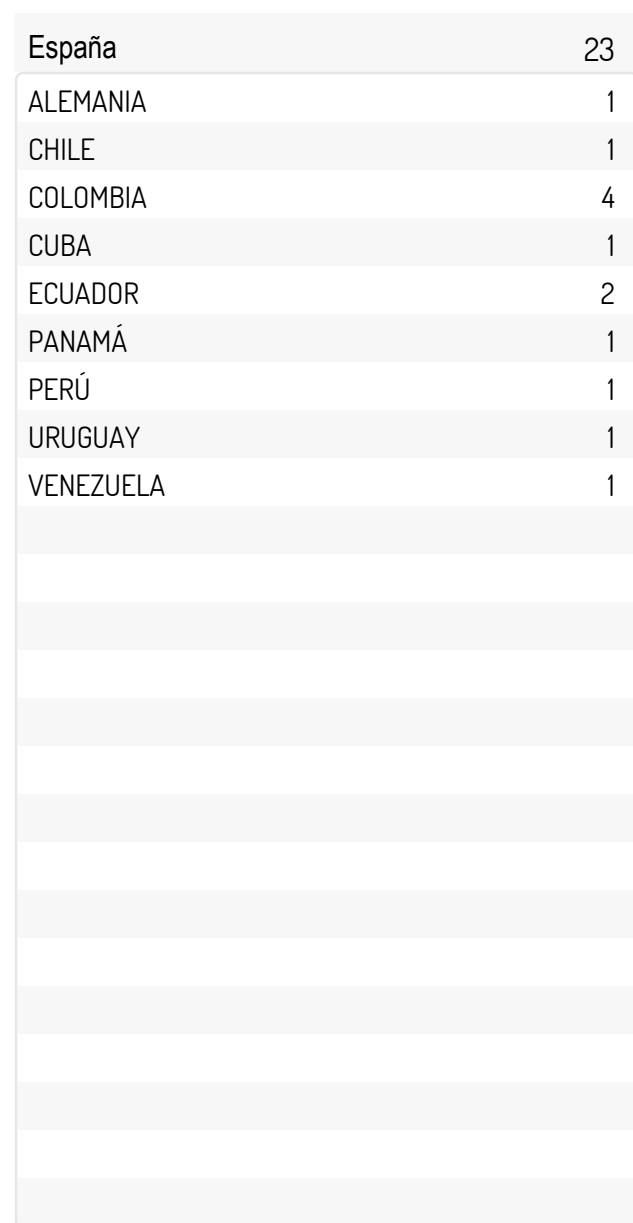 España 23
ALEMANIA 1
CHILE 1
COLOMBIA 4
CUBA 1
ECUADOR 2
PANAMÁ 1
PERÚ 1
URUGUAY 1
VENEZUELA 1